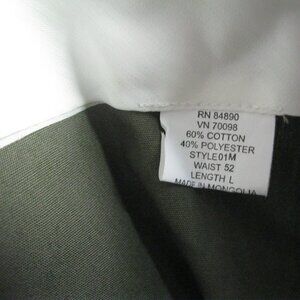 RN 84890
VN 70098
60% COTTON
40% POLYESTER
STYLE01M
WAIST 52
LENGTH L
MADE IN MONGOLIA